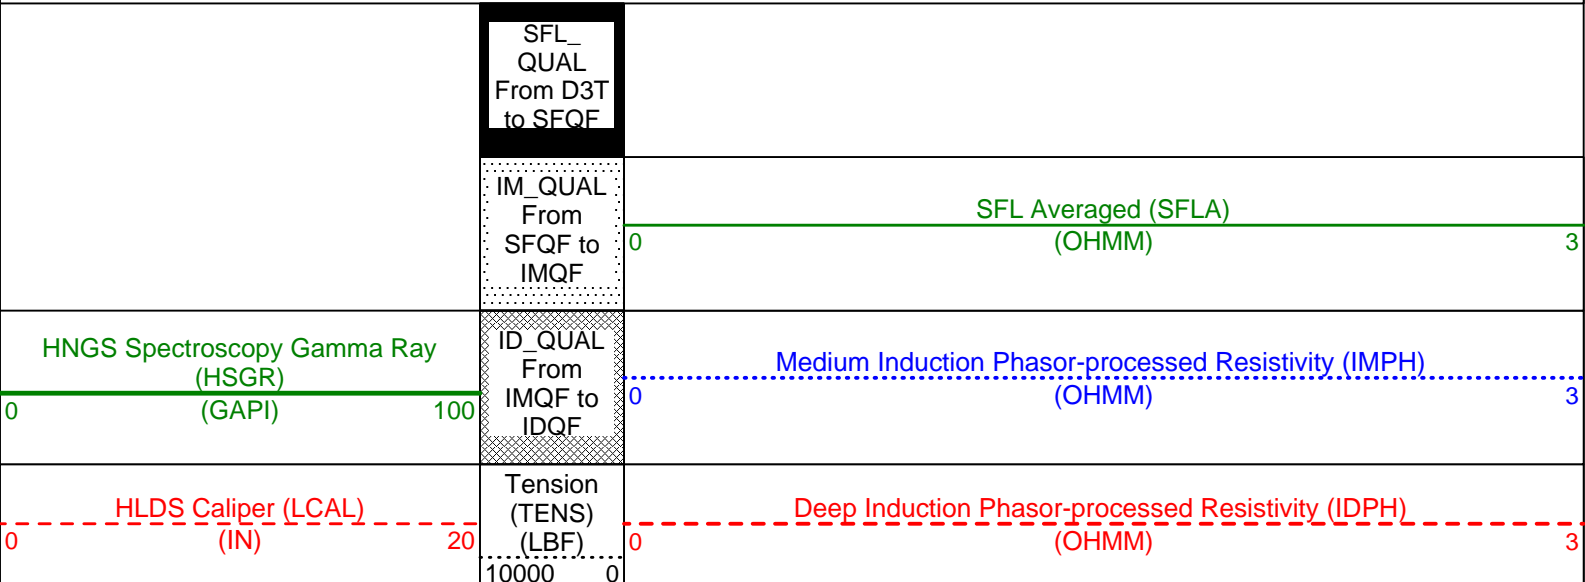 SFL_
QUAL
From D3T
to SFQF
IM_QUAL
From
SFQF to
IMQF
SFL Averaged (SFLA)
0 (OHMM) 3
HNGS Spectroscopy Gamma Ray
(HSGR)
0 (GAPI) 100
ID_QUAL
From
IMQF to
IDQF
Medium Induction Phasor-processed Resistivity (IMPH)
0 (OHMM) 3
HLDS Caliper (LCAL)
0 (IN) 20
Tension
(TENS)
(LBF)
10000 0
Deep Induction Phasor-processed Resistivity (IDPH)
0 (OHMM) 3